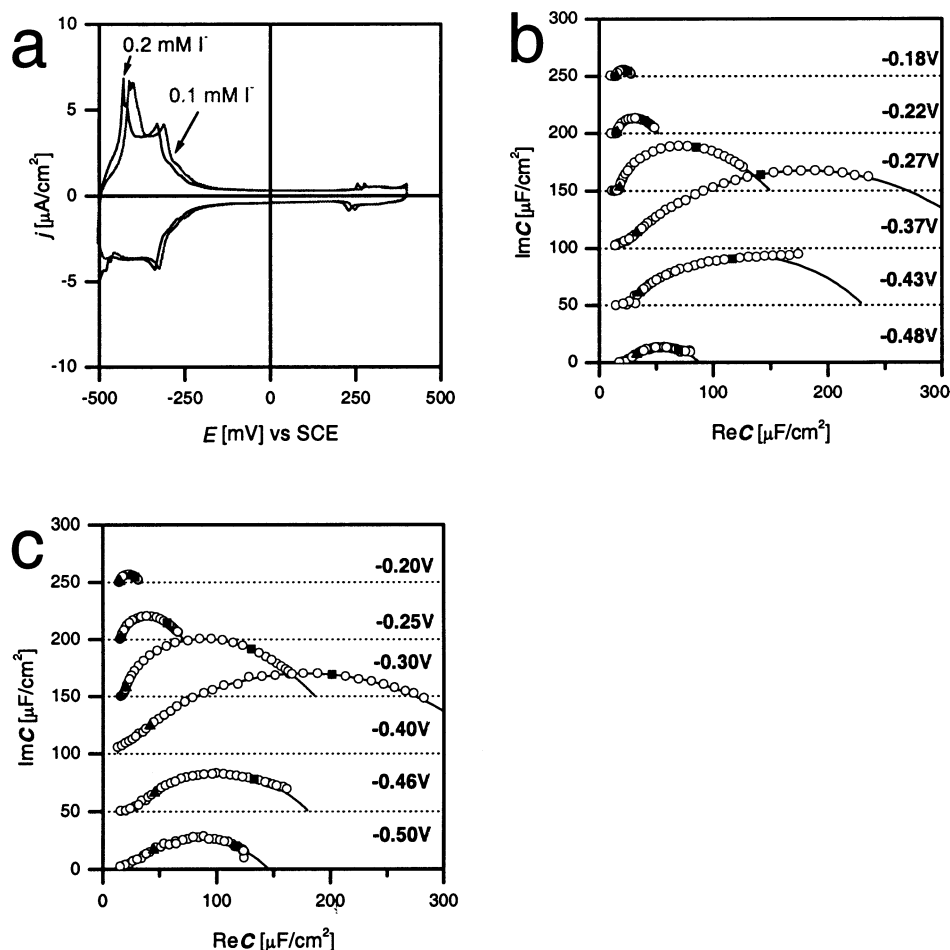 a
0.2 mM I⁻
0.1 mM I⁻
10
5
0
-5
-10
j [µA/cm²]
-500
-250
0
250
500
E [mV] vs SCE
b
300
250
200
150
100
50
0
ImC [µF/cm²]
-0.18V
-0.22V
-0.27V
-0.37V
-0.43V
-0.48V
0
100
200
300
ReC [µF/cm²]
c
300
250
200
150
100
50
0
ImC [µF/cm²]
-0.20V
-0.25V
-0.30V
-0.40V
-0.46V
-0.50V
0
100
200
300
ReC [µF/cm²]